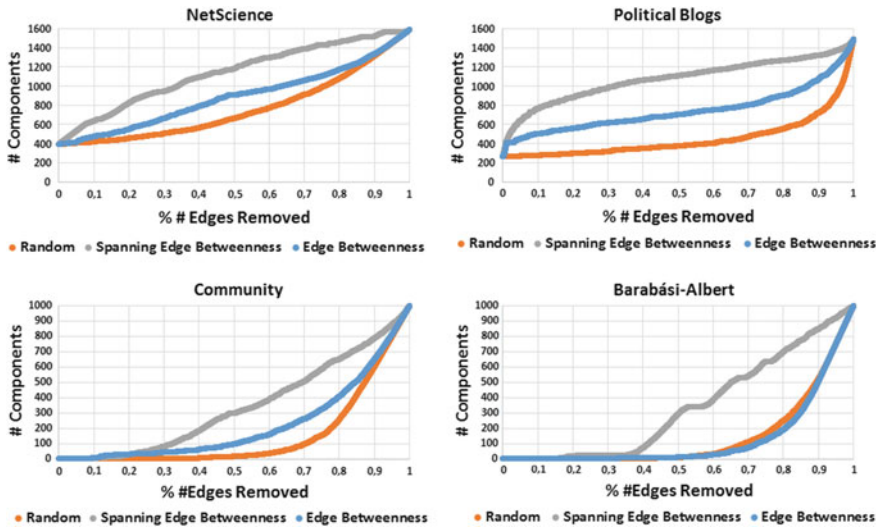 NetScience
# Components
1600
1400
1200
1000
800
600
400
200
0
0 0,1 0,2 0,3 0,4 0,5 0,6 0,7 0,8 0,9 1
% # Edges Removed
Random Spanning Edge Betweenness Edge Betweenness
Political Blogs
# Components
1600
1400
1200
1000
800
600
400
200
0
0 0,1 0,2 0,3 0,4 0,5 0,6 0,7 0,8 0,9 1
% # Edges Removed
Random Spanning Edge Betweenness Edge Betweenness
Community
# Components
1000
900
800
700
600
500
400
300
200
100
0
0 0,1 0,2 0,3 0,4 0,5 0,6 0,7 0,8 0,9 1
% #Edges Removed
Random Spanning Edge Betweenness Edge Betweenness
Barabási-Albert
# Components
1000
900
800
700
600
500
400
300
200
100
0
0 0,1 0,2 0,3 0,4 0,5 0,6 0,7 0,8 0,9 1
% #Edges Removed
Random Spanning Edge Betweenness Edge Betweenness